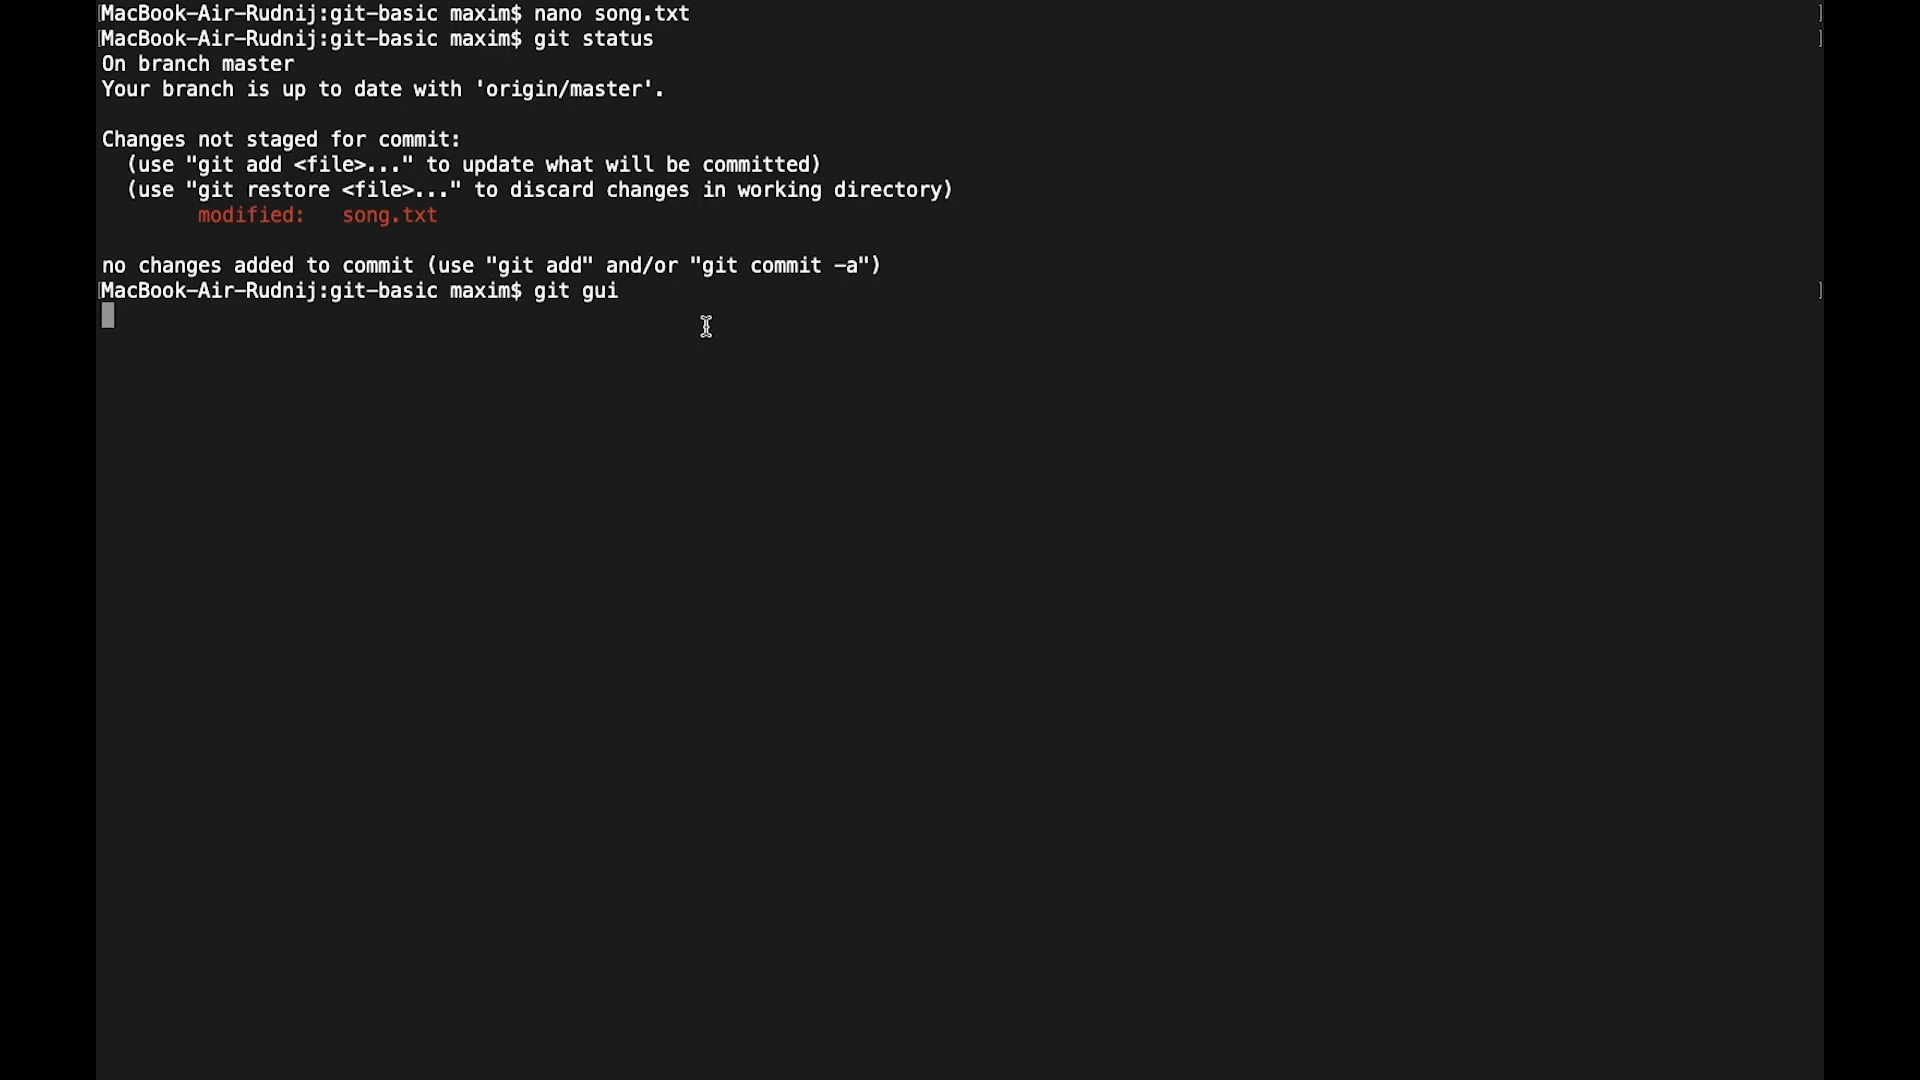 [MacBook-Air-Rudnij:git-basic maxim$ nano song.txt ]
[MacBook-Air-Rudnij:git-basic maxim$ git status ]
On branch master
Your branch is up to date with 'origin/master'.
Changes not staged for commit:
(use "git add <file>..." to update what will be committed)
(use "git restore <file>..." to discard changes in working directory)
modified: song.txt
no changes added to commit (use "git add" and/or "git commit -a")
[MacBook-Air-Rudnij:git-basic maxim$ git gui ]